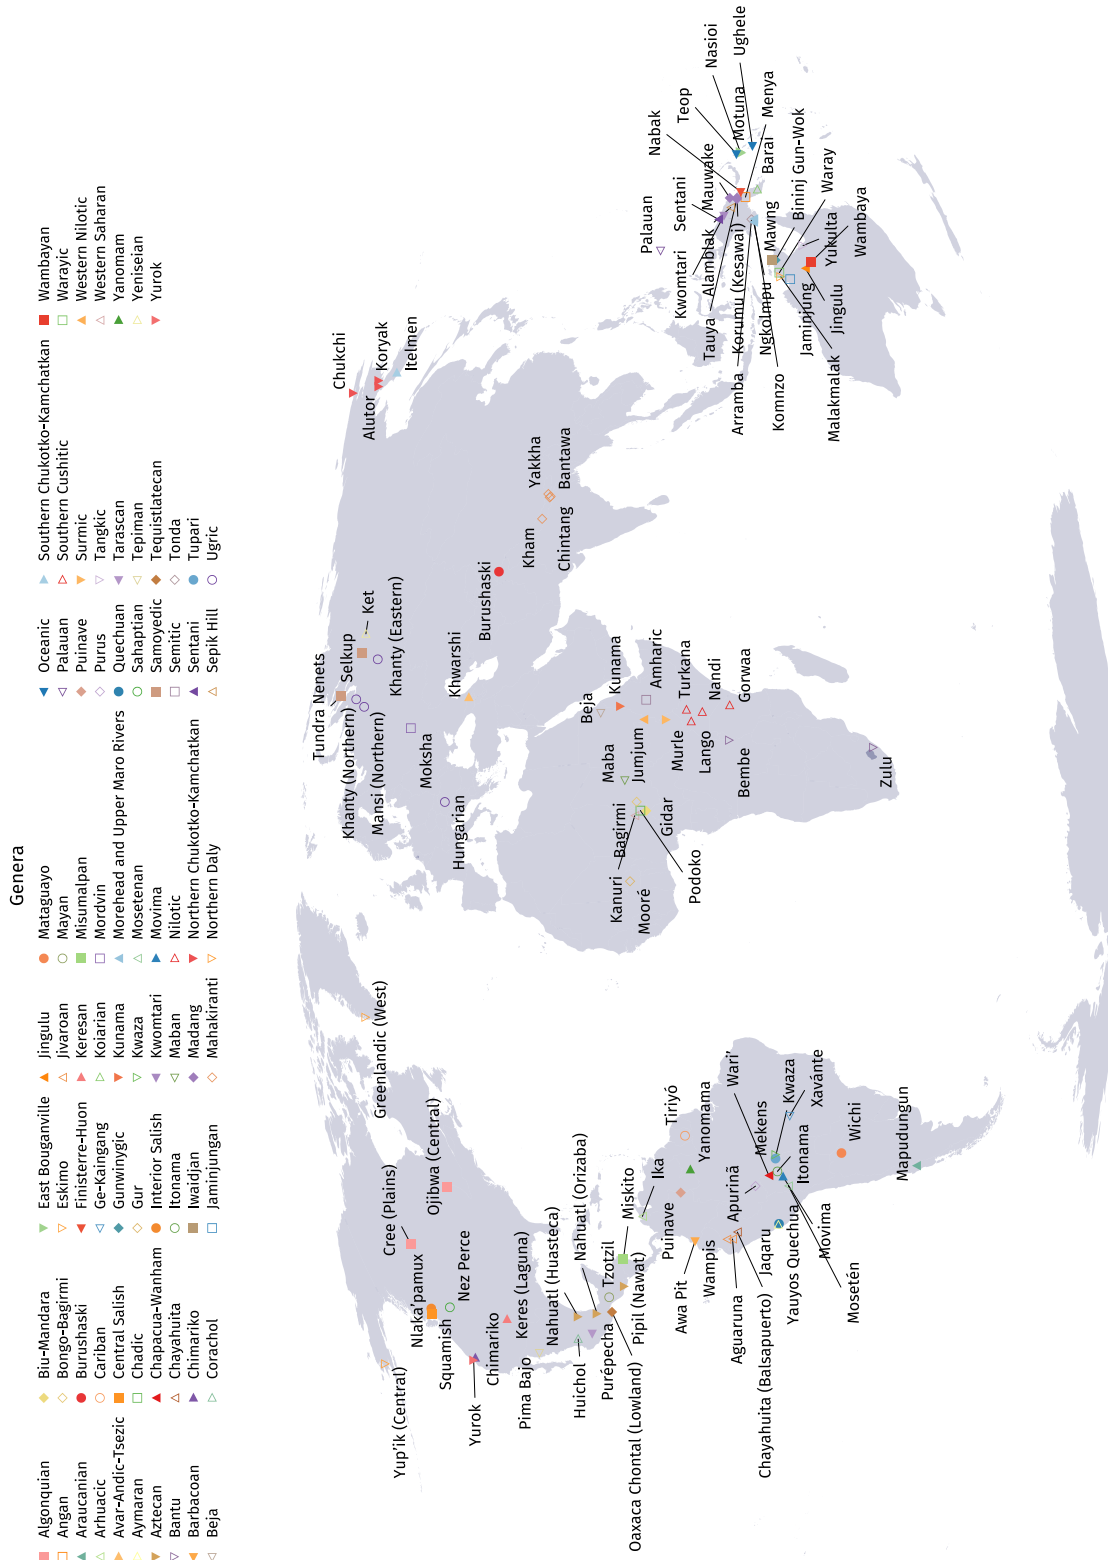 Genera
Algonquian
Angan
Araucanian
Arhuacic
Avar-Andic-Tsezic
Aymaran
Aztecan
Bantu
Barbacoan
Beja
Biu-Mandara
Bongo-Bagirmi
Burushaski
Cariban
Central Salish
Chadic
Chapacua-Wanham
Chayahuita
Chimariko
Corachol
East Bouganville
Eskimo
Finisterre-Huon
Ge-Kaingang
Gunwinygic
Gur
Interior Salish
Itonama
Iwaidjan
Jaminjungan
Jingulu
Jivaroan
Keresan
Koiarian
Kunama
Kwaza
Kwomtari
Maban
Madang
Mahakiranti
Mataguayo
Mayan
Misumalpan
Mordvin
Morehead and Upper Maro Rivers
Mosetenan
Movima
Nilotic
Northern Chukotko-Kamchatkan
Northern Daly
Oceanic
Palauan
Puinave
Purus
Quechuan
Sahaptian
Samoyedic
Semitic
Sentani
Sepik Hill
Southern Chukotko-Kamchatkan
Southern Cushitic
Surmic
Tangkic
Tarascan
Tepiman
Tequistlatecan
Tonda
Tupari
Ugric
Wambayan
Warayic
Western Nilotic
Western Saharan
Yanomam
Yeniseian
Yurok
Yup'ik (Central)
Greenlandic (West)
Cree (Plains)
Ojibwa (Central)
Nlaka'pamux
Squamish
Nez Perce
Yurok
Chimariko
Keres (Laguna)
Pima Bajo
Nahuatl (Huasteca)
Nahuatl (Orizaba)
Huichol
Purépecha
Tzotzil
Oaxaca Chontal (Lowland)
Pipil (Nawat)
Miskito
Ika
Tiriyó
Yanomama
Puinave
Awa Pit
Wampis
Aguaruna
Apurinã
Wari'
Mekens
Kwaza
Xavánte
Chayahuita (Balsapuerto)
Jaqaru
Yauyos Quechua
Itonama
Movima
Mosetén
Wichi
Mapudungun
Tundra Nenets
Selkup
Ket
Khanty (Northern)
Mansi (Northern)
Khanty (Eastern)
Moksha
Hungarian
Khwarshi
Burushaski
Kham
Yakkha
Bantawa
Chintang
Chukchi
Alutor
Koryak
Itelmen
Beja
Kunama
Amharic
Maba
Jumjum
Murle
Turkana
Nandi
Lango
Gorwaa
Bembe
Zulu
Kanuri
Bagirmi
Gidar
Mooré
Podoko
Palauan
Sentani
Kwomtari
Nabak
Teop
Nasioi
Ughele
Motuna
Menya
Mauwake
Barai
Alamblak
Tauya
Korumu (Kesawai)
Arramba
Ngkolmpu
Komnzo
Mawng
Bininj Gun-Wok
Waray
Yukulta
Wambaya
Jaminjung
Jingulu
Malakmalak